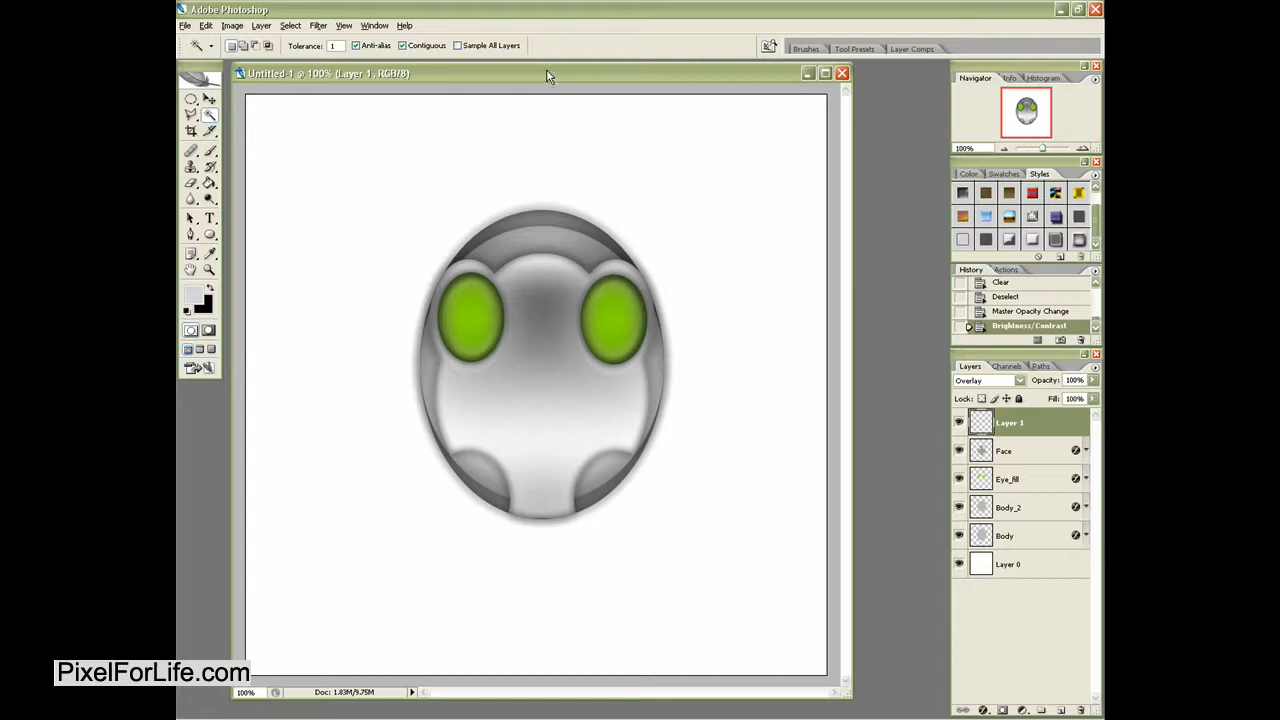 Adobe Photoshop
File Edit Image Layer Select Filter View Window Help
Tolerance: 1 Anti-alias Contiguous Sample All Layers
Brushes Tool Presets Layer Comps
Untitled-1 @ 100% (Layer 1, RGB/8)
Navigator Info Histogram
100%
Color Swatches Styles
History Actions
Clear
Deselect
Master Opacity Change
Brightness/Contrast
Layers Channels Paths
Overlay Opacity: 100%
Lock: Fill: 100%
Layer 1
Face
Eye_fill
Body_2
Body
Layer 0
PixelForLife.com
100% Doc: 1.83M/9.75M